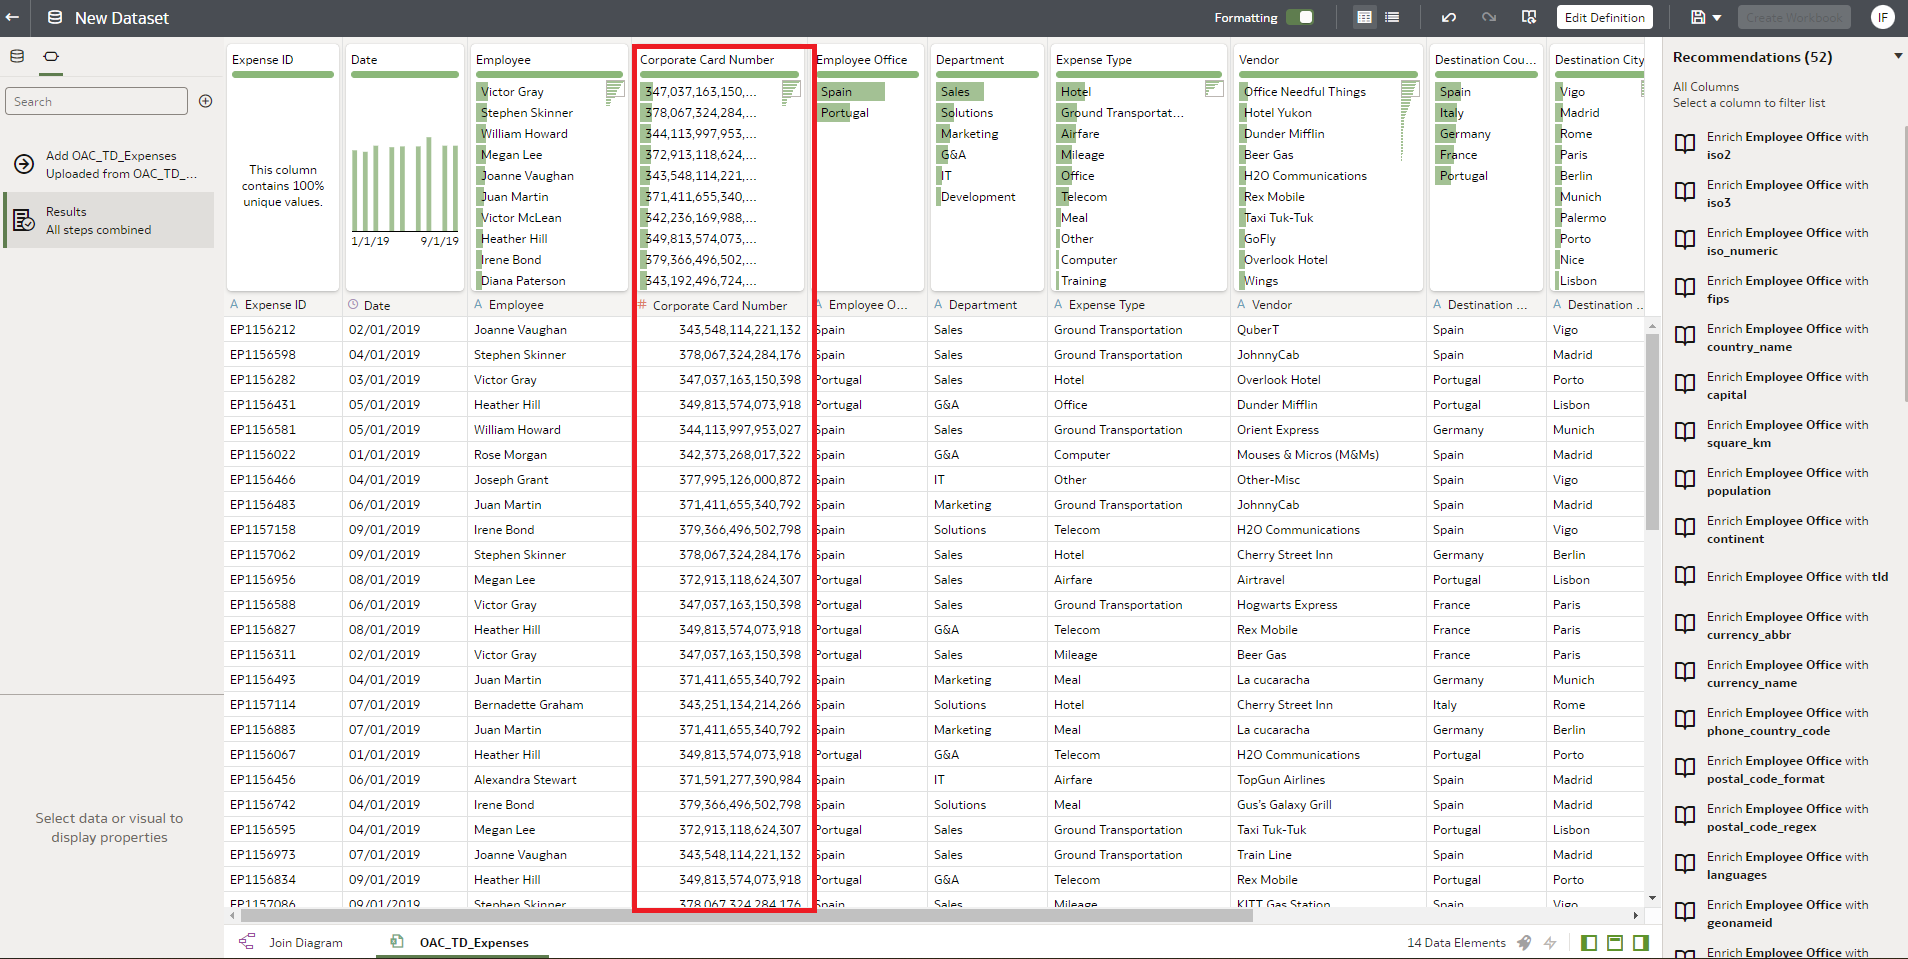 New Dataset
Formatting
Edit Definition
Create Workbook
IF
Search
Add OAC_TD_Expenses
Uploaded from OAC_TD_...
Results
All steps combined
Select data or visual to
display properties
Expense ID
This column
contains 100%
unique values.
Date
1/1/19 9/1/19
Employee
Victor Gray
Stephen Skinner
William Howard
Megan Lee
Joanne Vaughan
Juan Martin
Victor McLean
Heather Hill
Irene Bond
Diana Paterson
Corporate Card Number
347,037,163,150,...
378,067,324,284,...
344,113,997,953,...
372,913,118,624,...
343,548,114,221,...
371,411,655,340,...
342,236,169,988,...
349,813,574,073,...
379,366,496,502,...
343,192,496,724,...
Employee Office
Spain
Portugal
Department
Sales
Solutions
Marketing
G&A
IT
Development
Expense Type
Hotel
Ground Transportat...
Airfare
Mileage
Office
Telecom
Meal
Other
Computer
Training
Vendor
Office Needful Things
Hotel Yukon
Dunder Mifflin
Beer Gas
H2O Communications
Rex Mobile
Taxi Tuk-Tuk
GoFly
Overlook Hotel
Wings
Destination Cou...
Spain
Italy
Germany
France
Portugal
Destination City
Vigo
Madrid
Rome
Paris
Berlin
Munich
Palermo
Porto
Nice
Lisbon
A Expense ID Date A Employee # Corporate Card Number A Employee O... A Department A Expense Type A Vendor A Destination ... A Destination ...
EP1156212 02/01/2019 Joanne Vaughan 343,548,114,221,132 Spain Sales Ground Transportation QuberT Spain Vigo
EP1156598 04/01/2019 Stephen Skinner 378,067,324,284,176 Spain Sales Ground Transportation JohnnyCab Spain Madrid
EP1156282 03/01/2019 Victor Gray 347,037,163,150,398 Portugal Sales Hotel Overlook Hotel Portugal Porto
EP1156431 05/01/2019 Heather Hill 349,813,574,073,918 Portugal G&A Office Dunder Mifflin Portugal Lisbon
EP1156581 05/01/2019 William Howard 344,113,997,953,027 Spain Sales Ground Transportation Orient Express Germany Munich
EP1156022 01/01/2019 Rose Morgan 342,373,268,017,322 Spain G&A Computer Mouses & Micros (M&Ms) Spain Madrid
EP1156466 04/01/2019 Joseph Grant 377,995,126,000,872 Spain IT Other Other-Misc Spain Vigo
EP1156483 06/01/2019 Juan Martin 371,411,655,340,792 Spain Marketing Ground Transportation JohnnyCab Spain Madrid
EP1157158 09/01/2019 Irene Bond 379,366,496,502,798 Spain Solutions Telecom H2O Communications Spain Vigo
EP1157062 09/01/2019 Stephen Skinner 378,067,324,284,176 Spain Sales Hotel Cherry Street Inn Germany Berlin
EP1156956 08/01/2019 Megan Lee 372,913,118,624,307 Portugal Sales Airfare Airtravel Portugal Lisbon
EP1156588 06/01/2019 Victor Gray 347,037,163,150,398 Portugal Sales Ground Transportation Hogwarts Express France Paris
EP1156827 08/01/2019 Heather Hill 349,813,574,073,918 Portugal G&A Telecom Rex Mobile France Paris
EP1156311 02/01/2019 Victor Gray 347,037,163,150,398 Portugal Sales Mileage Beer Gas France Paris
EP1156493 04/01/2019 Juan Martin 371,411,655,340,792 Spain Marketing Meal La cucaracha Germany Munich
EP1157114 07/01/2019 Bernadette Graham 343,251,134,214,266 Spain Solutions Hotel Cherry Street Inn Italy Rome
EP1156883 07/01/2019 Juan Martin 371,411,655,340,792 Spain Marketing Meal La cucaracha Germany Berlin
EP1156067 01/01/2019 Heather Hill 349,813,574,073,918 Portugal G&A Telecom H2O Communications Portugal Porto
EP1156456 06/01/2019 Alexandra Stewart 371,591,277,390,984 Spain IT Airfare TopGun Airlines Spain Madrid
EP1156742 04/01/2019 Irene Bond 379,366,496,502,798 Spain Solutions Meal Gus's Galaxy Grill Spain Madrid
EP1156595 04/01/2019 Megan Lee 372,913,118,624,307 Portugal Sales Ground Transportation Taxi Tuk-Tuk Portugal Lisbon
EP1156973 07/01/2019 Joanne Vaughan 343,548,114,221,132 Spain Sales Ground Transportation Train Line Spain Madrid
EP1156834 09/01/2019 Heather Hill 349,813,574,073,918 Portugal G&A Telecom Rex Mobile Portugal Porto
EP1157086 09/01/2019 Stephen Skinner 378,067,324,284,176 Spain Sales Mileage KITT Gas Station Spain Vigo
Join Diagram
OAC_TD_Expenses
14 Data Elements
Recommendations (52)
All Columns
Select a column to filter list
Enrich Employee Office with
iso2
Enrich Employee Office with
iso3
Enrich Employee Office with
iso_numeric
Enrich Employee Office with
fips
Enrich Employee Office with
country_name
Enrich Employee Office with
capital
Enrich Employee Office with
square_km
Enrich Employee Office with
population
Enrich Employee Office with
continent
Enrich Employee Office with tld
Enrich Employee Office with
currency_abbr
Enrich Employee Office with
currency_name
Enrich Employee Office with
phone_country_code
Enrich Employee Office with
postal_code_format
Enrich Employee Office with
postal_code_regex
Enrich Employee Office with
languages
Enrich Employee Office with
geonameid
Enrich Employee Office with